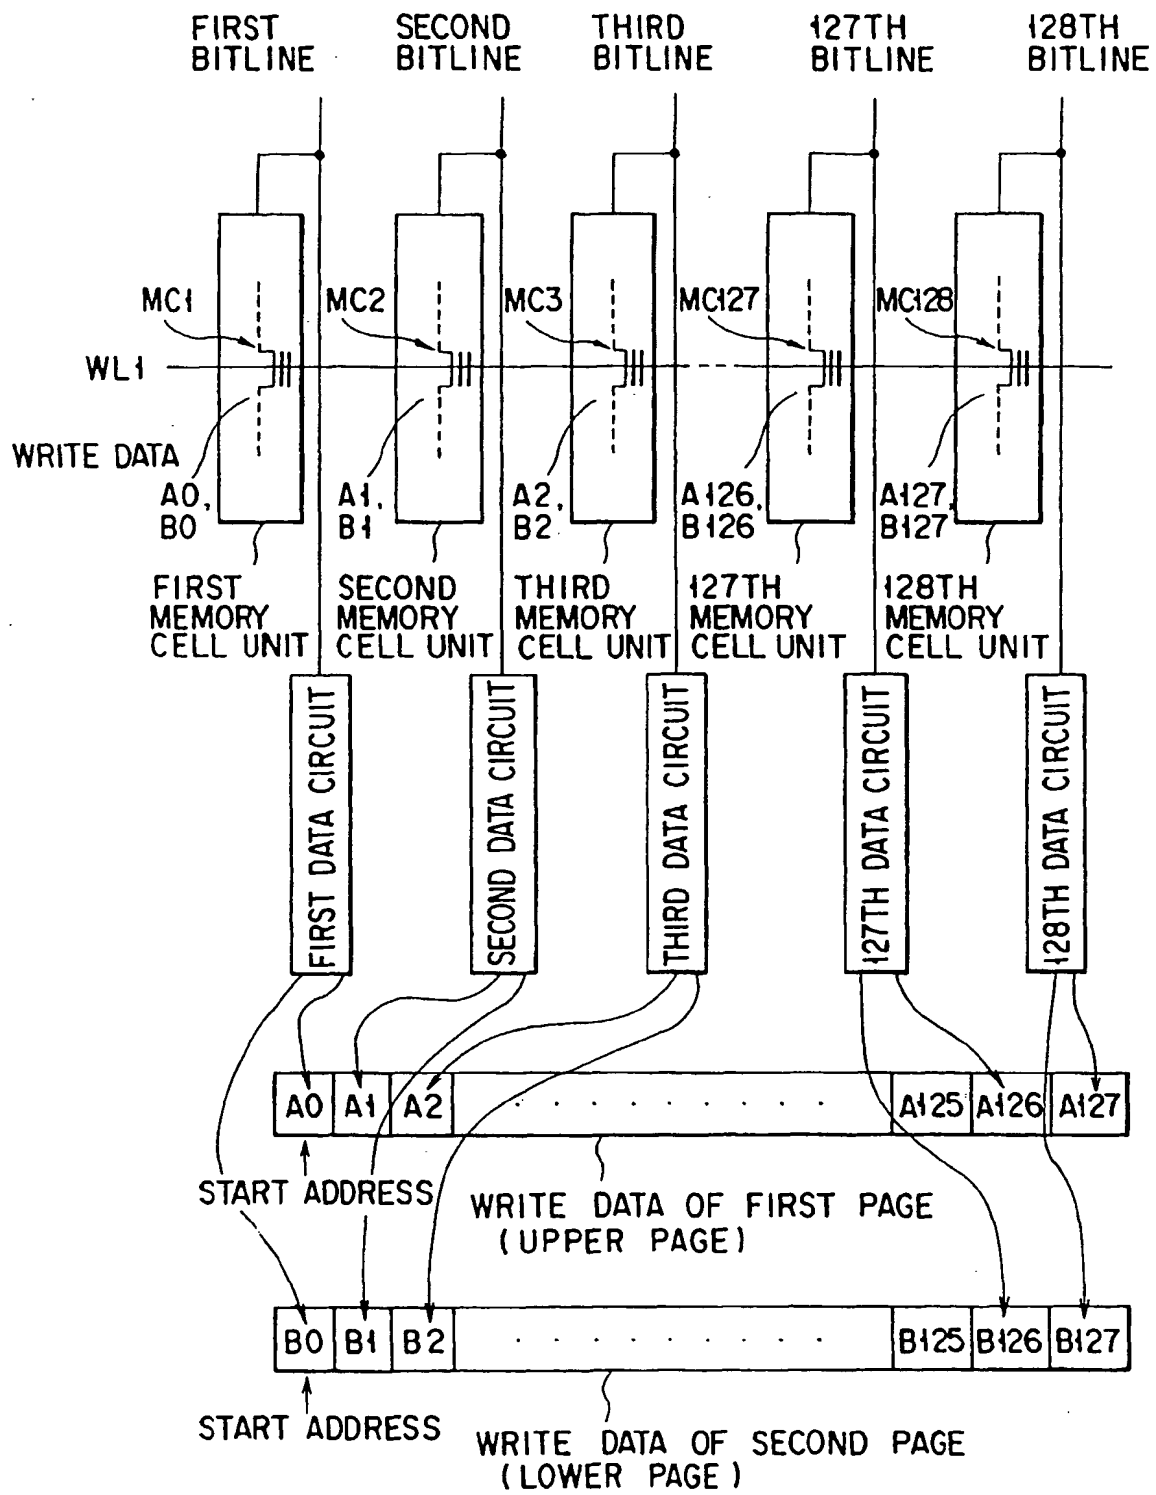 FIRST BITLINE
SECOND BITLINE
THIRD BITLINE
127TH BITLINE
128TH BITLINE
MC1
MC2
MC3
MC127
MC128
WL1
WRITE DATA
A0,
B0
A1,
B1
A2,
B2
A126,
B126
A127,
B127
FIRST
MEMORY
CELL UNIT
SECOND
MEMORY
CELL UNIT
THIRD
MEMORY
CELL UNIT
127TH
MEMORY
CELL UNIT
128TH
MEMORY
CELL UNIT
FIRST DATA CIRCUIT
SECOND DATA CIRCUIT
THIRD DATA CIRCUIT
127TH DATA CIRCUIT
128TH DATA CIRCUIT
A0 A1 A2 . . . . . . . . . A125 A126 A127
START ADDRESS
WRITE DATA OF FIRST PAGE
(UPPER PAGE)
B0 B1 B2 . . . . . . . . . B125 B126 B127
START ADDRESS
WRITE DATA OF SECOND PAGE
(LOWER PAGE)